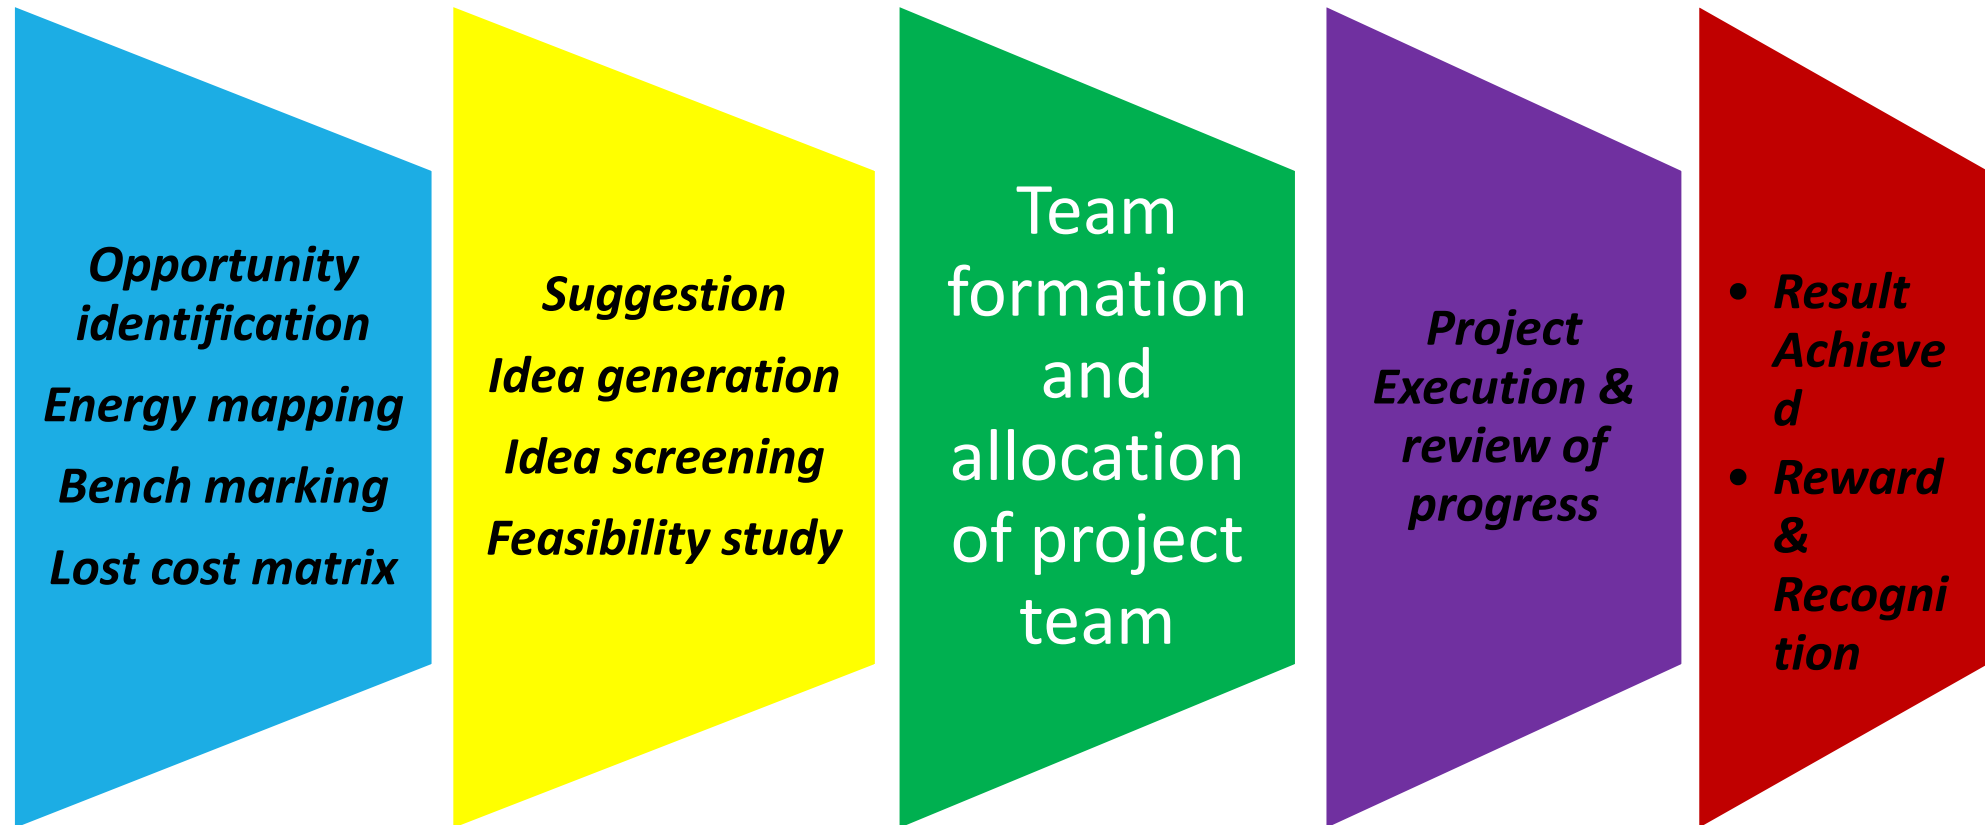 Opportunity
identification
Energy mapping
Bench marking
Lost cost matrix
Suggestion
Idea generation
Idea screening
Feasibility study
Team
formation
and
allocation
of project
team
Project
Execution &
review of
progress
• Result
Achieve
d
• Reward
&
Recogni
tion